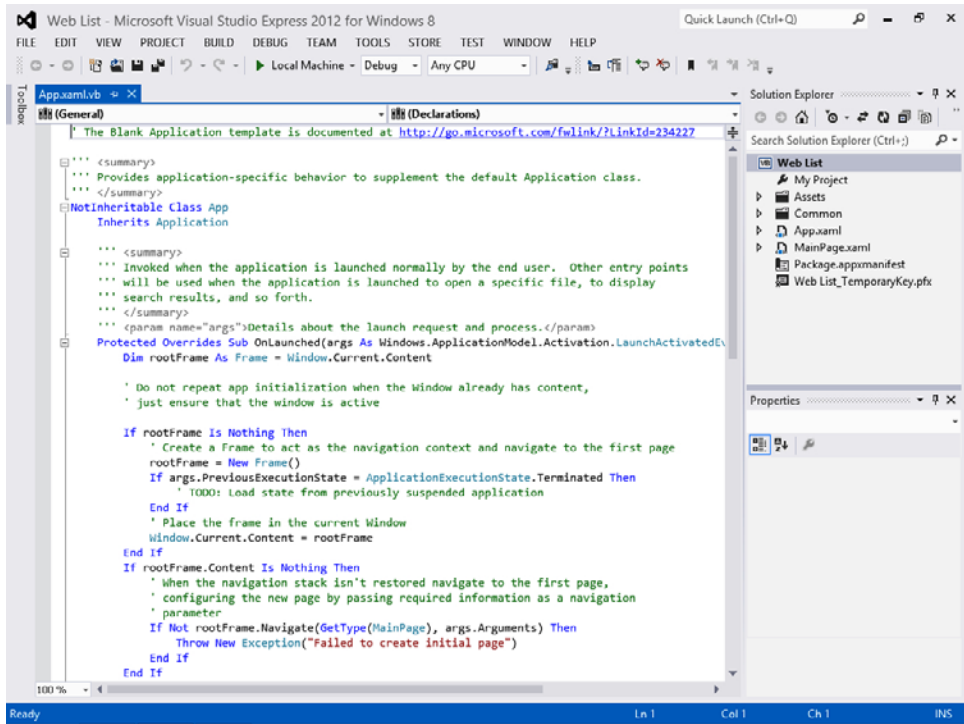 Web List - Microsoft Visual Studio Express 2012 for Windows 8
Quick Launch (Ctrl+Q)
FILE EDIT VIEW PROJECT BUILD DEBUG TEAM TOOLS STORE TEST WINDOW HELP
Local Machine Debug Any CPU
Toolbox
App.xaml.vb
(General) (Declarations)
' The Blank Application template is documented at http://go.microsoft.com/fwlink/?LinkId=234227
''' <summary>
''' Provides application-specific behavior to supplement the default Application class.
''' </summary>
NotInheritable Class App
Inherits Application
''' <summary>
''' Invoked when the application is launched normally by the end user.  Other entry points
''' will be used when the application is launched to open a specific file, to display
''' search results, and so forth.
''' </summary>
''' <param name="args">Details about the launch request and process.</param>
Protected Overrides Sub OnLaunched(args As Windows.ApplicationModel.Activation.LaunchActivatedEv
Dim rootFrame As Frame = Window.Current.Content
' Do not repeat app initialization when the Window already has content,
' just ensure that the window is active
If rootFrame Is Nothing Then
' Create a Frame to act as the navigation context and navigate to the first page
rootFrame = New Frame()
If args.PreviousExecutionState = ApplicationExecutionState.Terminated Then
' TODO: Load state from previously suspended application
End If
' Place the frame in the current Window
Window.Current.Content = rootFrame
End If
If rootFrame.Content Is Nothing Then
' When the navigation stack isn't restored navigate to the first page,
' configuring the new page by passing required information as a navigation
' parameter
If Not rootFrame.Navigate(GetType(MainPage), args.Arguments) Then
Throw New Exception("Failed to create initial page")
End If
End If
100 %
Solution Explorer
Search Solution Explorer (Ctrl+;)
VB Web List
My Project
Assets
Common
App.xaml
MainPage.xaml
Package.appxmanifest
Web List_TemporaryKey.pfx
Properties
Ready Ln 1 Col 1 Ch 1 INS